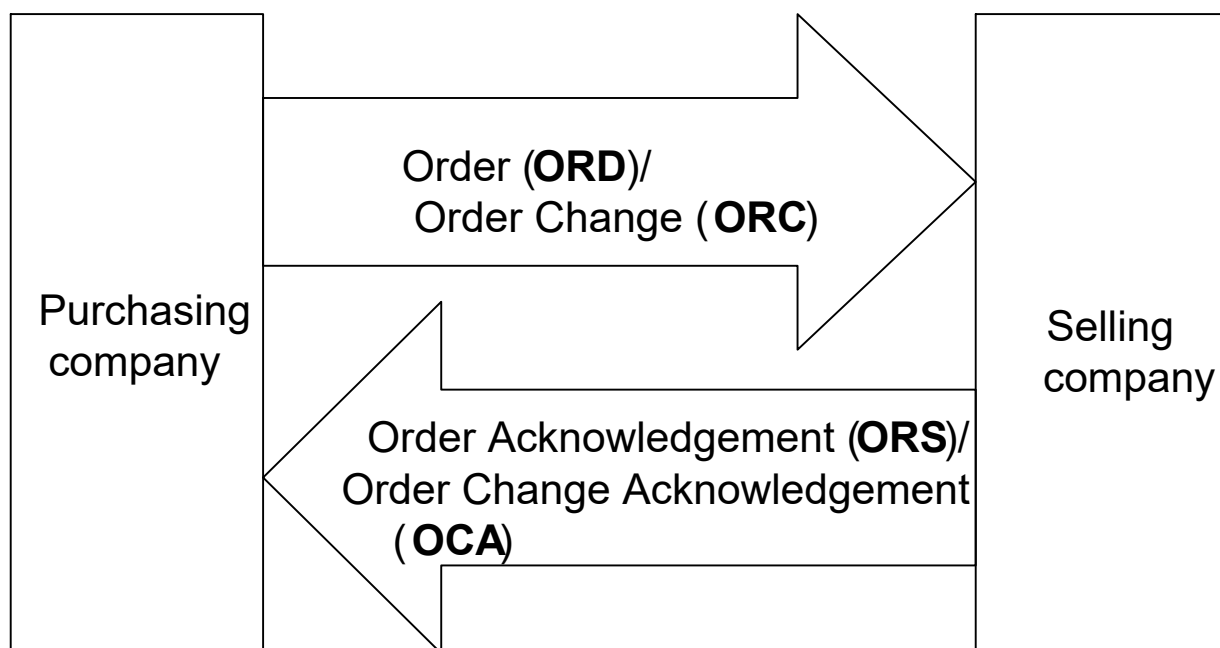 Order (ORD)/
Order Change (ORC)
Purchasing
company
Selling
company
Order Acknowledgement (ORS)/
Order Change Acknowledgement
(OCA)